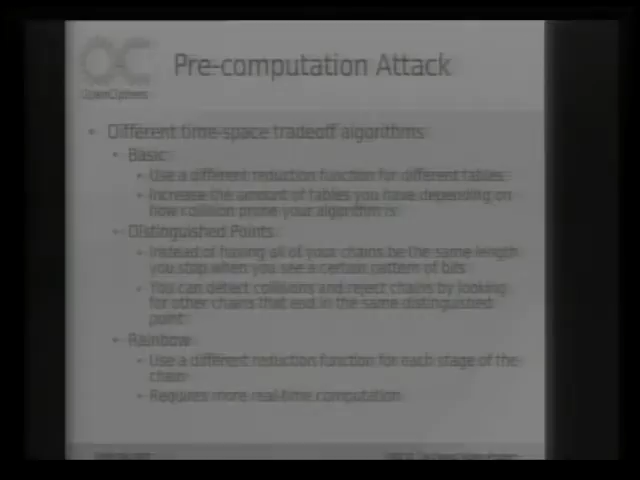 OpenCiphers
Pre-computation Attack
• Different time-space tradeoff algorithms
• Basic:
• Use a different reduction function for different tables
• Increase the amount of tables you have depending on
how collision prone your algorithm is
• Distinguished Points:
• Instead of having all of your chains be the same length
you stop when you see a certain pattern of bits
• You can detect collisions and reject chains by looking
for other chains that end in the same distinguished
point
• Rainbow:
• Use a different reduction function for each stage of the
chain
• Requires more real-time computation